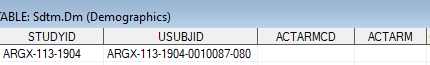 TABLE: Sdtm.Dm (Demographics)
STUDYID USUBJID ACTARMCD ACTARM
ARGX-113-1904 ARGX-113-1904-0010087-080